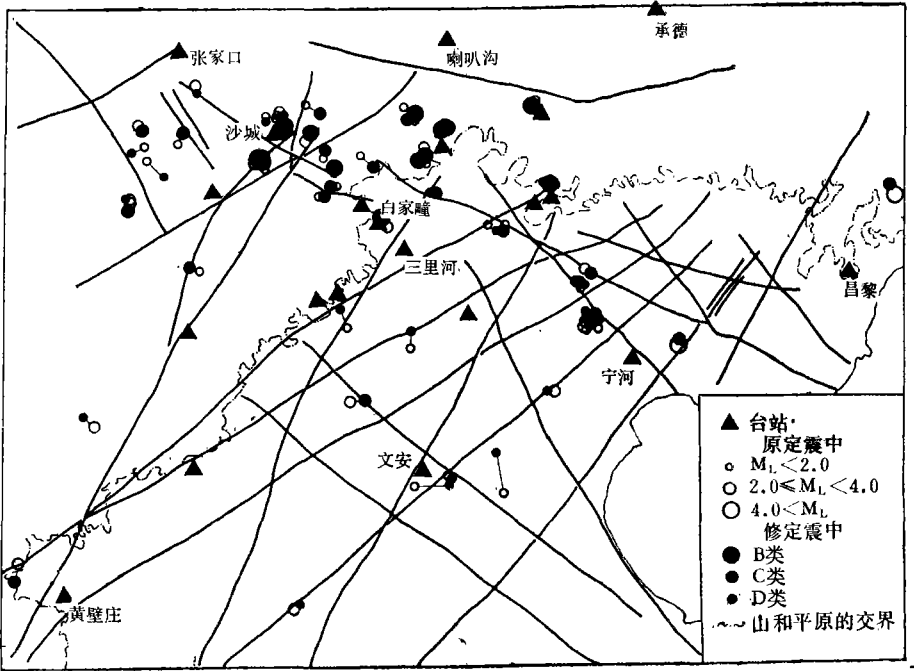 承德
喇叭沟
张家口
沙城
白家疃
三里河
昌黎
宁河
文安
黄壁庄
台站·
原定震中
M_L<2.0
2.0≤M_L<4.0
4.0<M_L
修定震中
B类
C类
D类
山和平原的交界